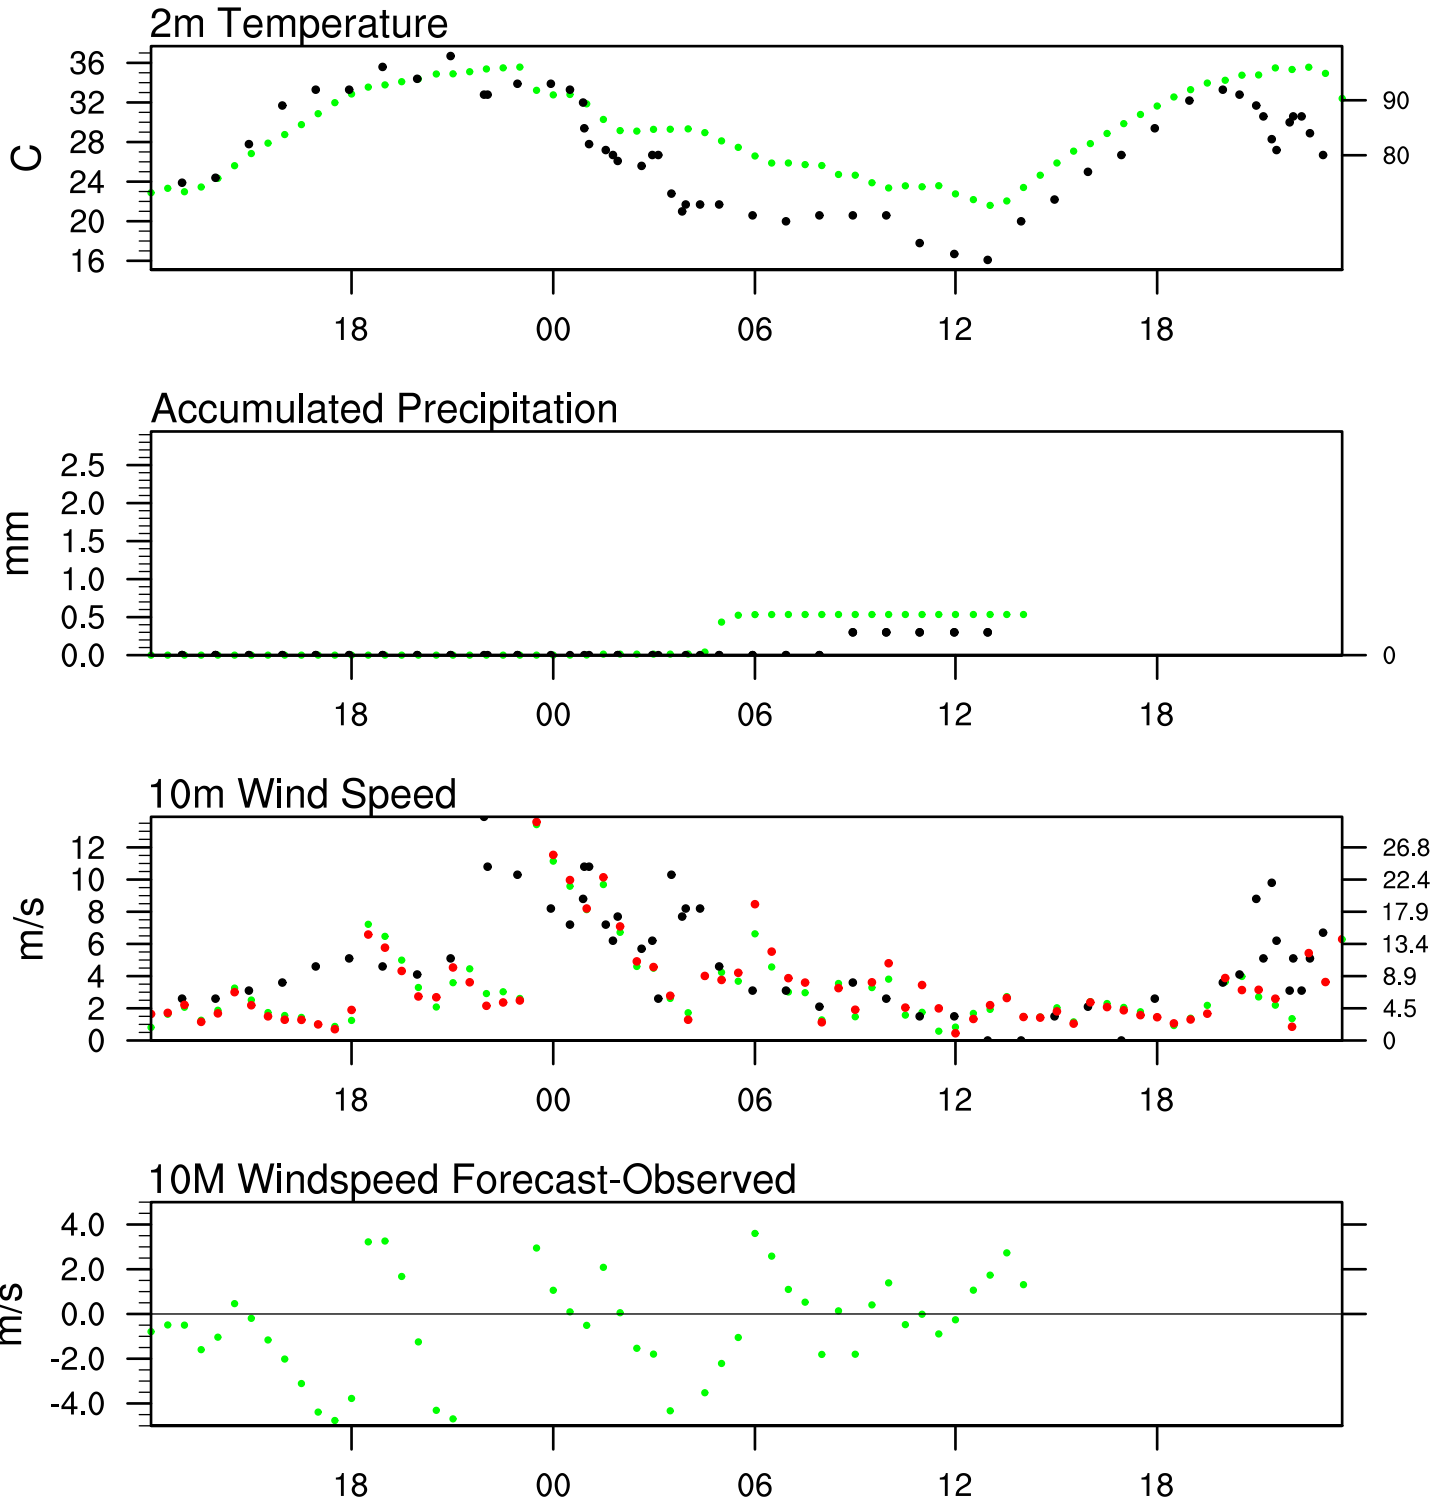 2m Temperature
36
32
28
24
20
16
C
90
80
18 00 06 12 18
Accumulated Precipitation
2.5
2.0
1.5
1.0
0.5
0.0
mm
0
18 00 06 12 18
10m Wind Speed
12
10
8
6
4
2
0
m/s
26.8
22.4
17.9
13.4
8.9
4.5
0
18 00 06 12 18
10M Windspeed Forecast-Observed
4.0
2.0
0.0
-2.0
-4.0
m/s
18 00 06 12 18